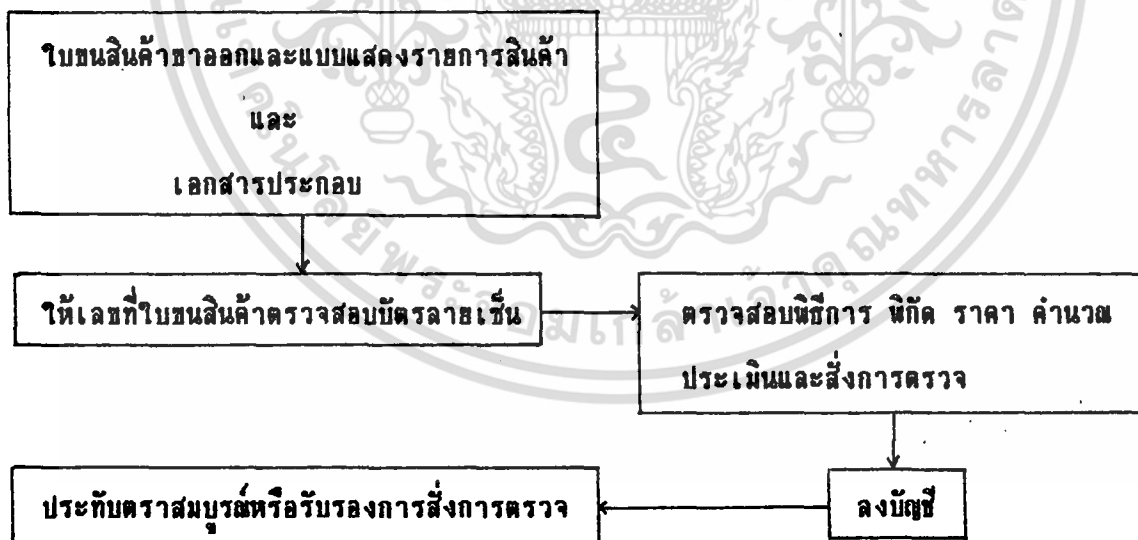 ใบขนสินค้าขาออกและแบบแสดงรายการสินค้า
และ
เอกสารประกอบ
ให้เลขที่ใบขนสินค้าตรวจสอบบัตรลายเซ็น
ตรวจสอบพิธีการ พิกัด ราคา คำนวณ
ประเมินและสั่งการตรวจ
ลงบัญชี
ประทับตราสมบูรณ์หรือรับรองการสั่งการตรวจ